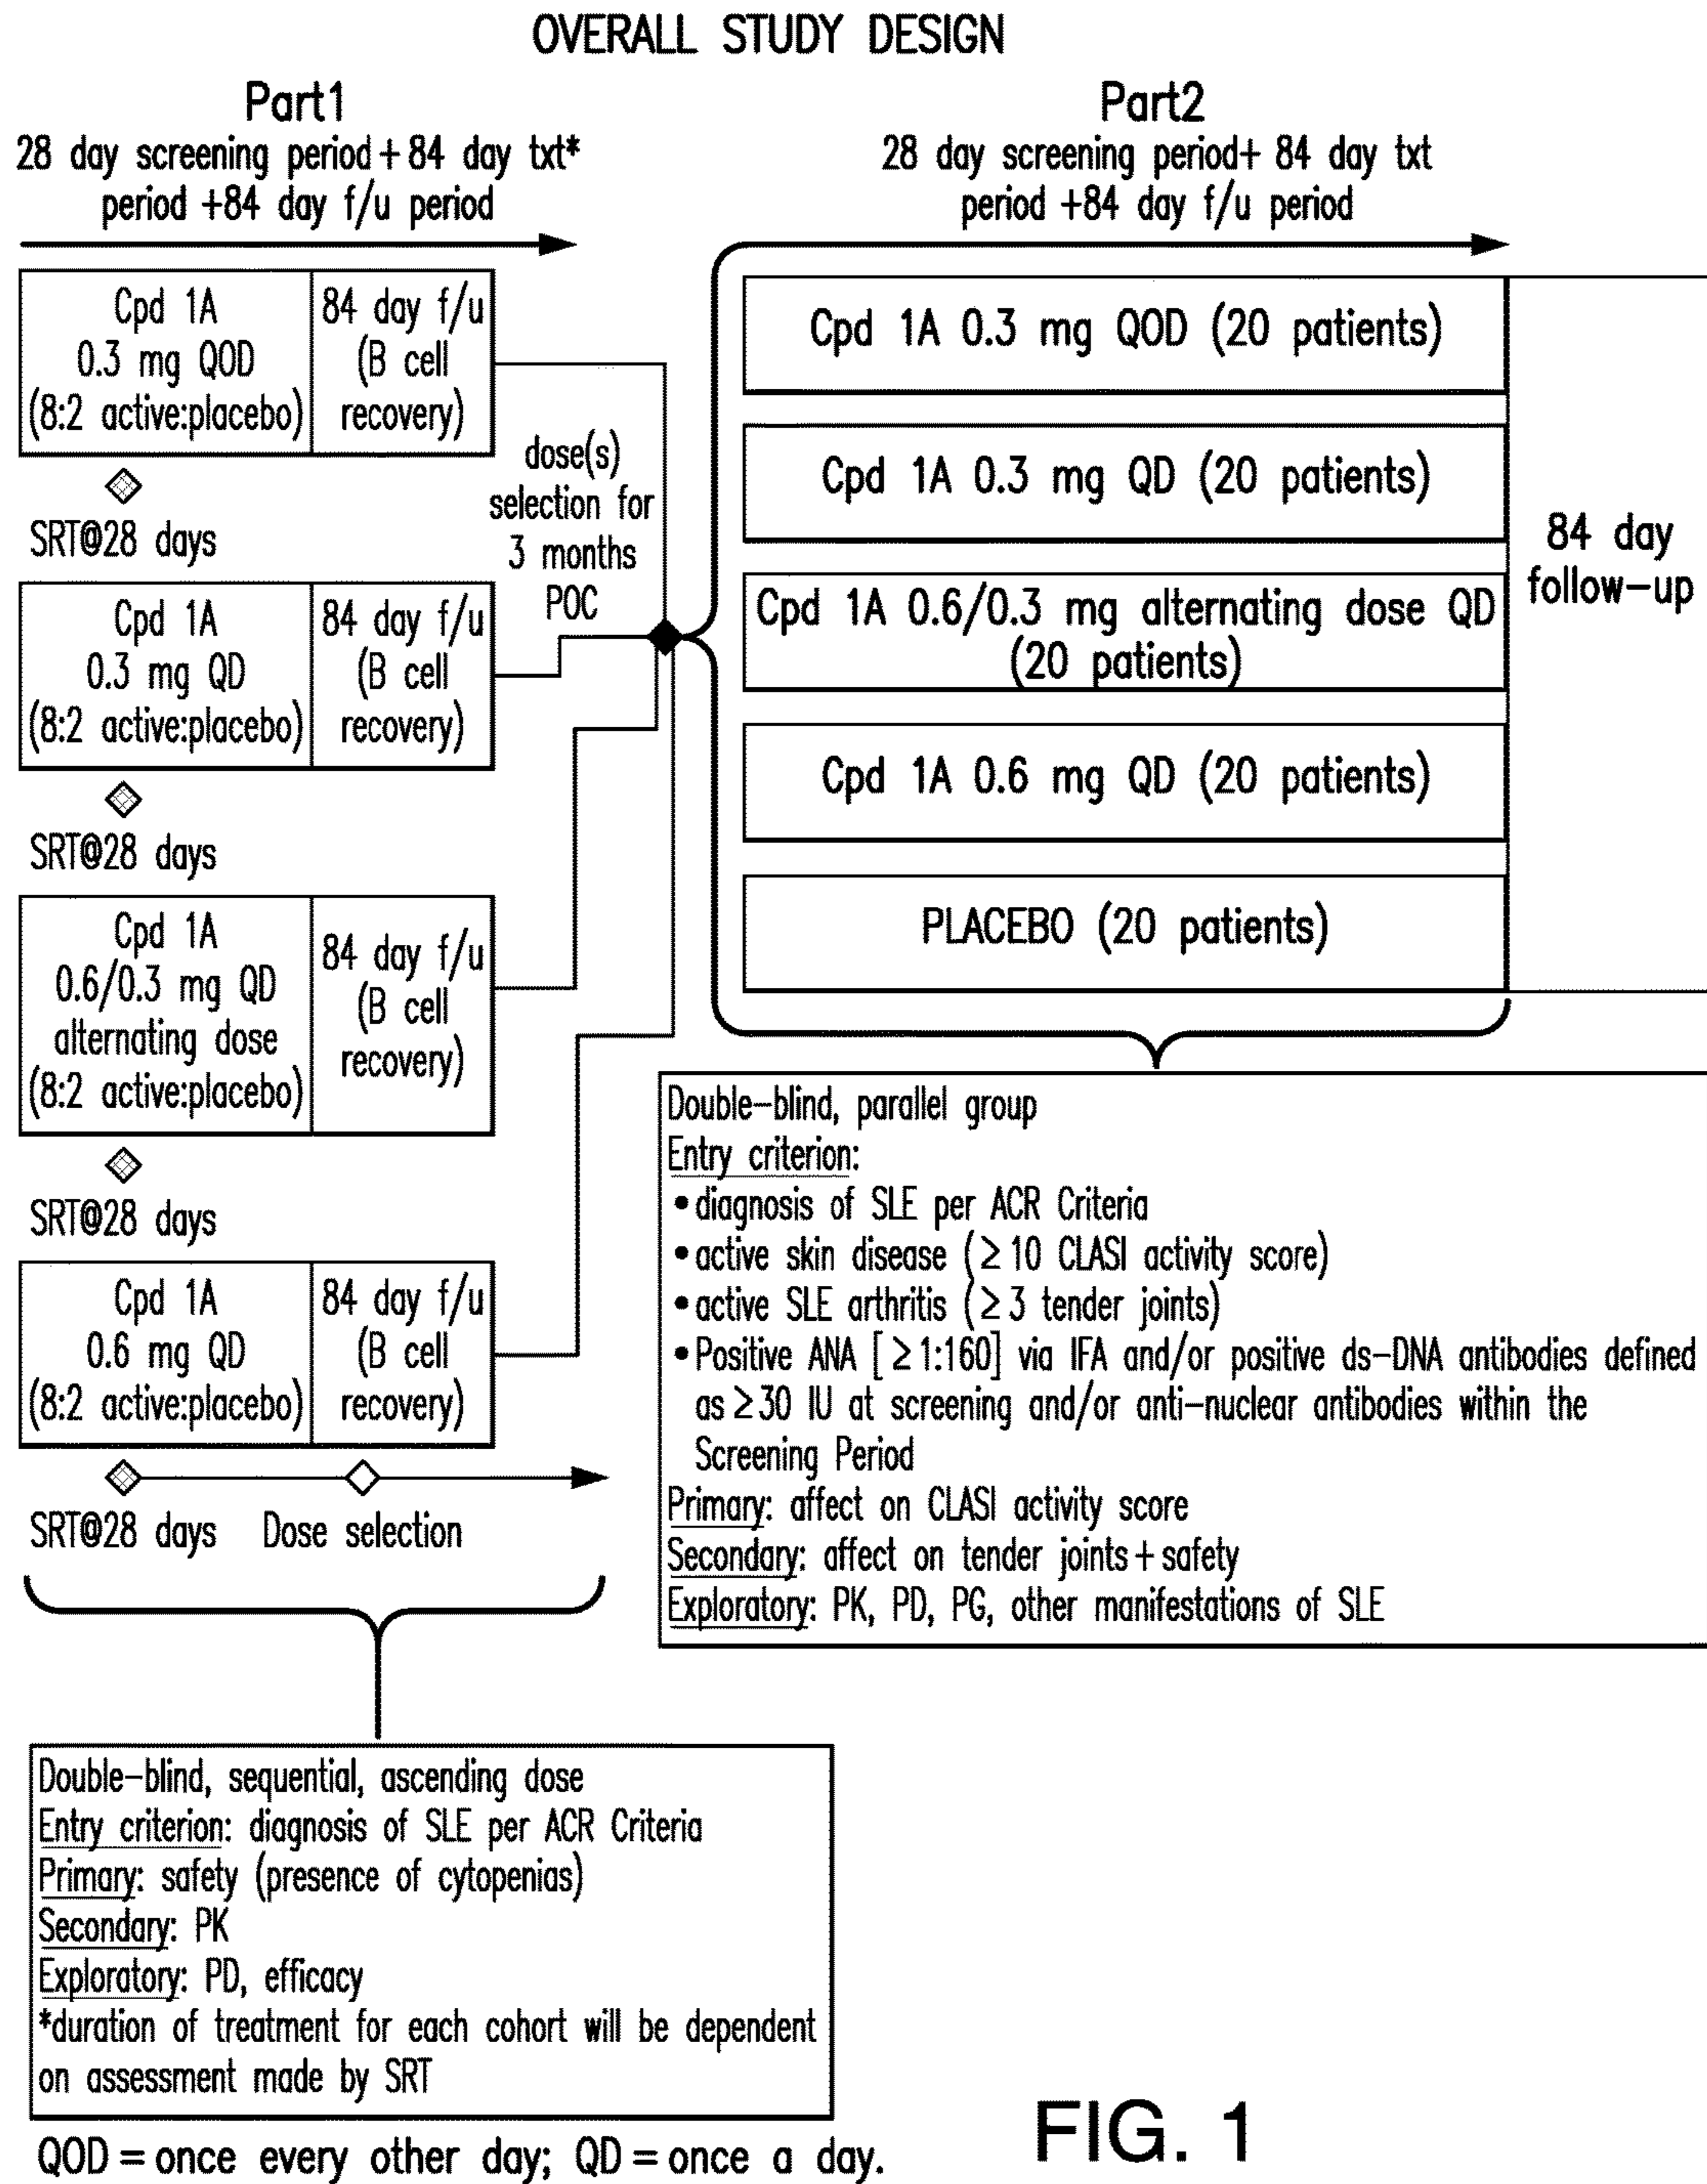 OVERALL STUDY DESIGN
Part1
28 day screening period + 84 day txt*
period +84 day f/u period
Cpd 1A
0.3 mg QOD
(8:2 active:placebo)
84 day f/u
(B cell
recovery)
SRT@28 days
Cpd 1A
0.3 mg QD
(8:2 active:placebo)
84 day f/u
(B cell
recovery)
SRT@28 days
Cpd 1A
0.6/0.3 mg QD
alternating dose
(8:2 active:placebo)
84 day f/u
(B cell
recovery)
SRT@28 days
Cpd 1A
0.6 mg QD
(8:2 active:placebo)
84 day f/u
(B cell
recovery)
SRT@28 days
Dose selection
dose(s)
selection for
3 months
POC
Part2
28 day screening period+ 84 day txt
period +84 day f/u period
Cpd 1A 0.3 mg QOD (20 patients)
Cpd 1A 0.3 mg QD (20 patients)
Cpd 1A 0.6/0.3 mg alternating dose QD
(20 patients)
Cpd 1A 0.6 mg QD (20 patients)
PLACEBO (20 patients)
84 day
follow-up
Double-blind, parallel group
Entry criterion:
• diagnosis of SLE per ACR Criteria
• active skin disease (≥ 10 CLASI activity score)
• active SLE arthritis (≥ 3 tender joints)
• Positive ANA [≥ 1:160] via IFA and/or positive ds-DNA antibodies defined
as ≥ 30 IU at screening and/or anti-nuclear antibodies within the
Screening Period
Primary: affect on CLASI activity score
Secondary: affect on tender joints + safety
Exploratory: PK, PD, PG, other manifestations of SLE
Double-blind, sequential, ascending dose
Entry criterion: diagnosis of SLE per ACR Criteria
Primary: safety (presence of cytopenias)
Secondary: PK
Exploratory: PD, efficacy
*duration of treatment for each cohort will be dependent
on assessment made by SRT
QOD = once every other day; QD = once a day.
FIG. 1